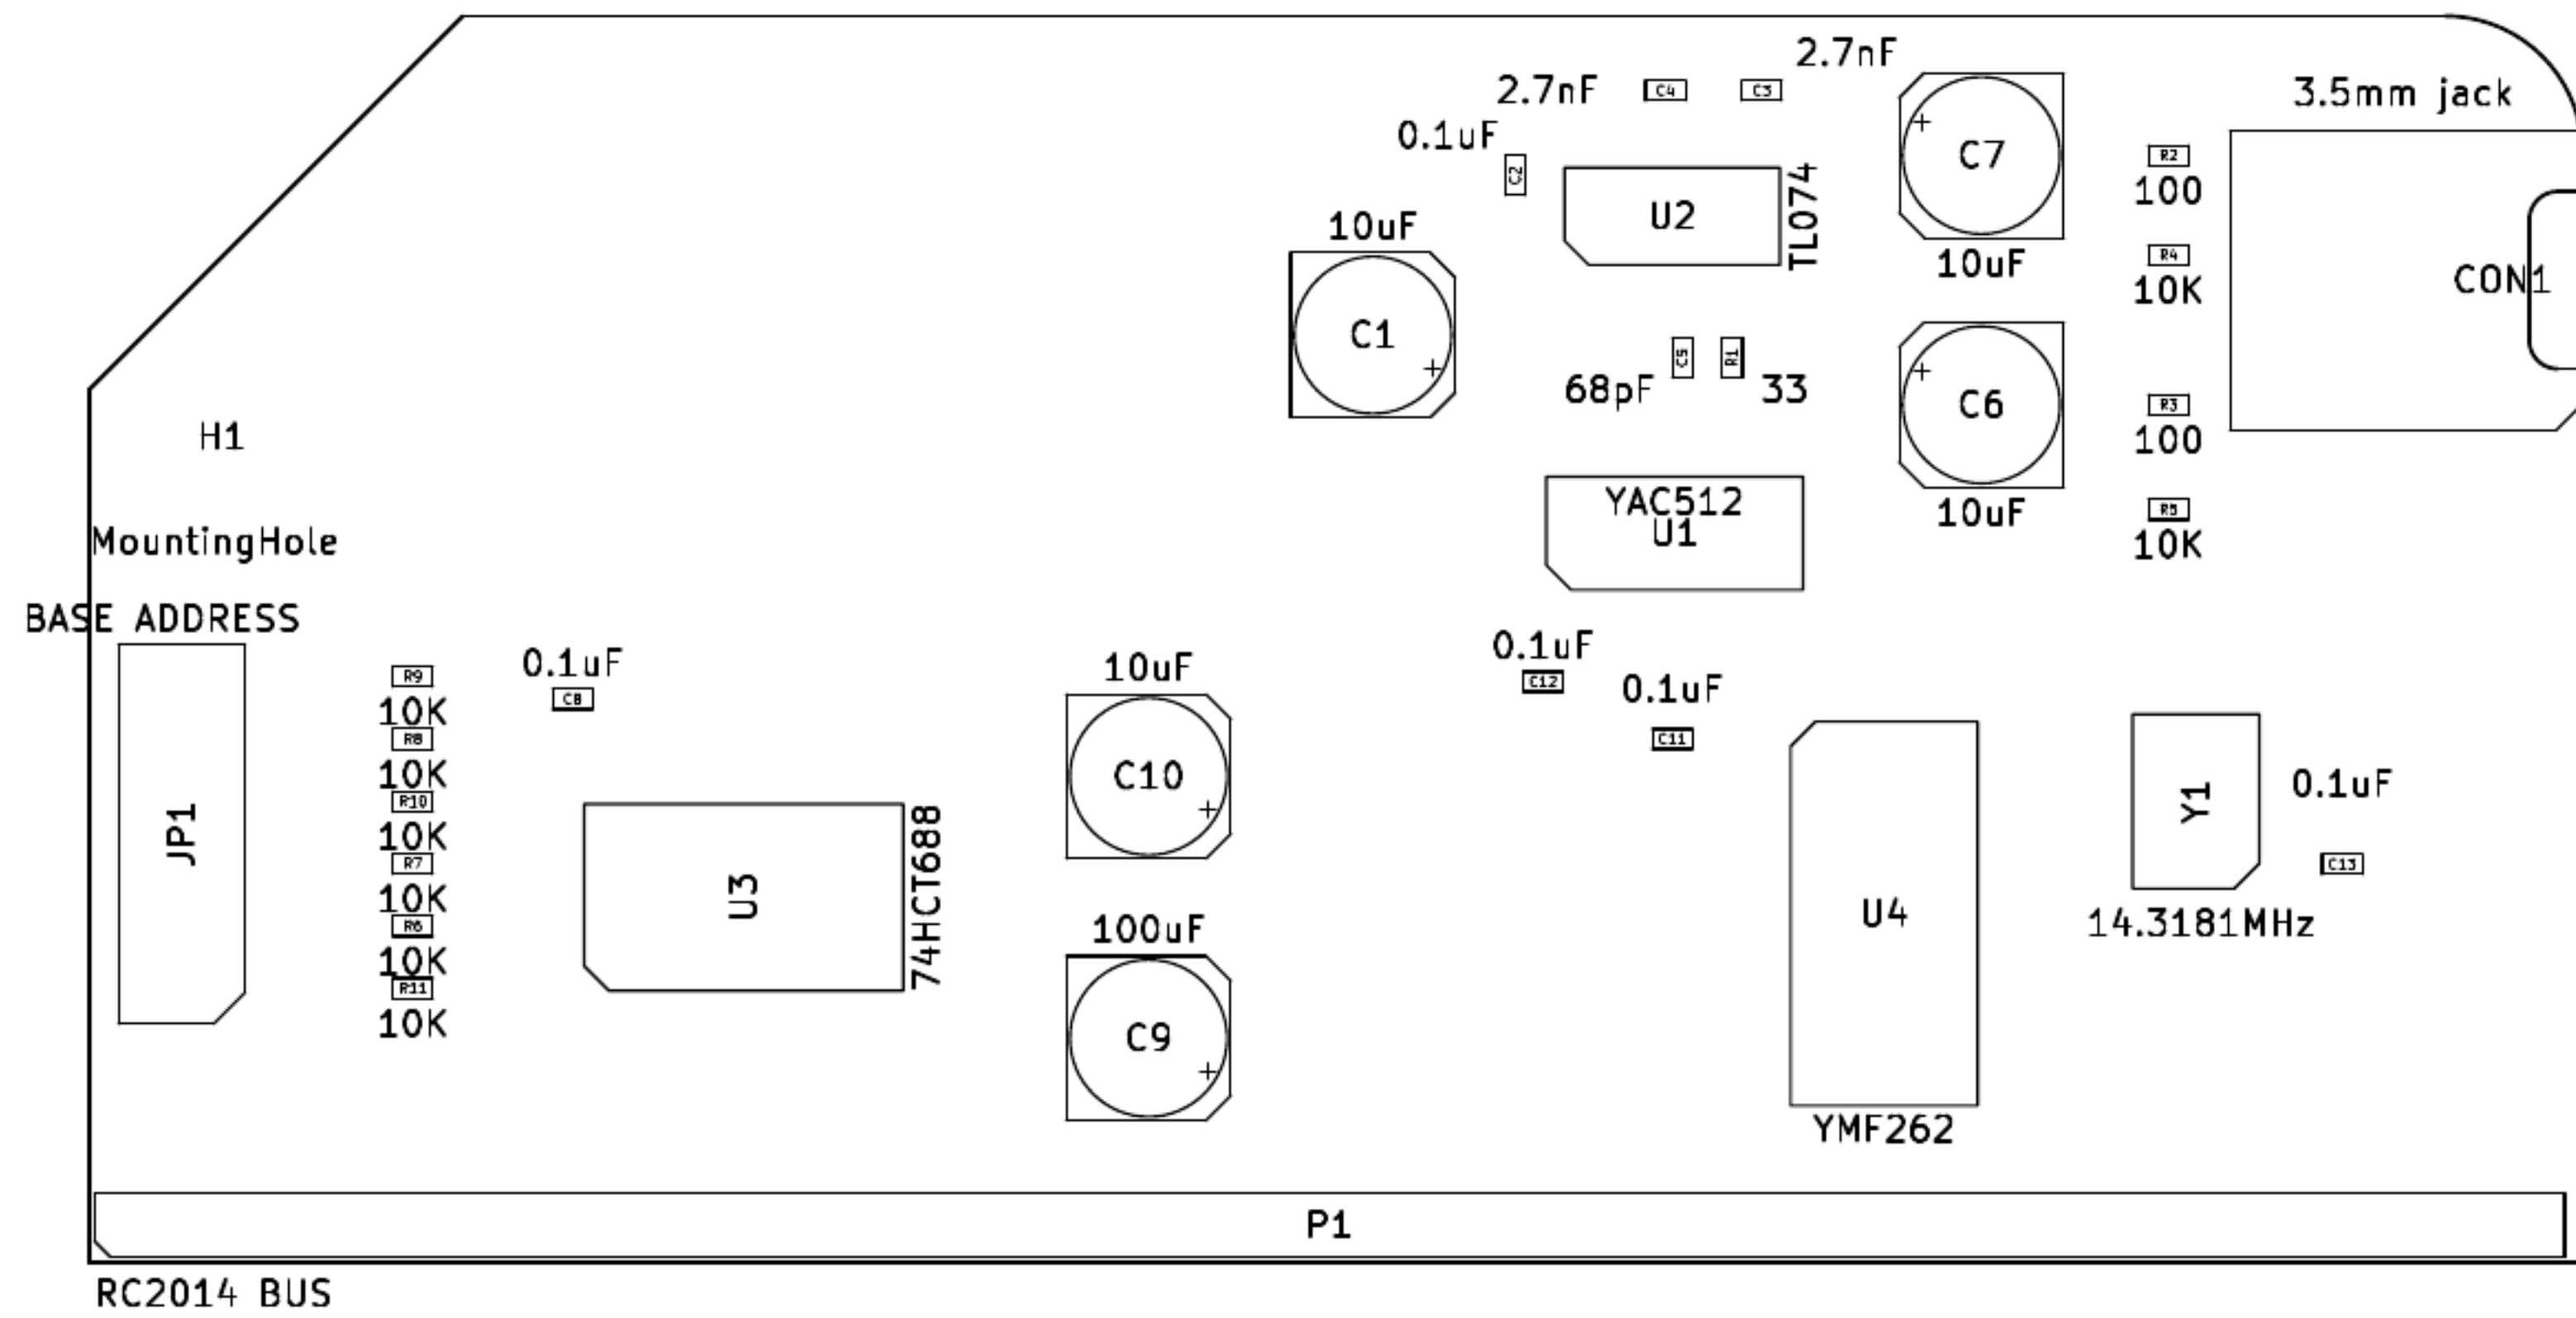 2.7nF
2.7nF
C4
C3
3.5mm jack
0.1uF
C2
U2
TL074
C7
10uF
R2
100
10uF
C1
R4
10K
CON1
C5
R1
68pF
33
C6
10uF
R3
100
H1
YAC512
U1
R5
10K
MountingHole
BASE ADDRESS
JP1
R9
10K
R8
10K
R10
10K
R7
10K
R6
10K
R11
10K
0.1uF
C8
U3
74HCT688
10uF
C10
100uF
C9
0.1uF
C12
0.1uF
C11
U4
YMF262
Y1
14.3181MHz
0.1uF
C13
P1
RC2014 BUS